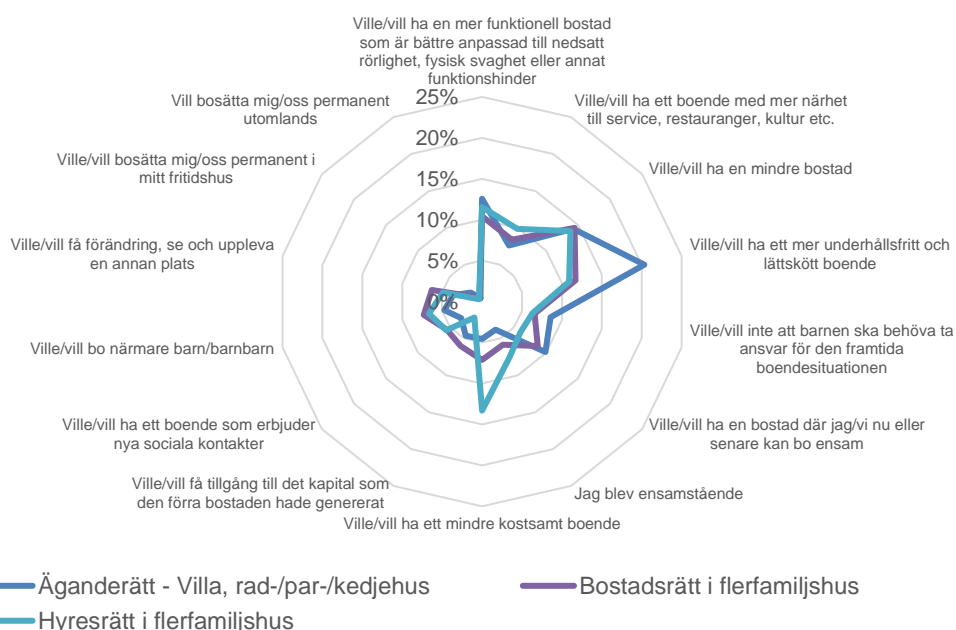 Ville/vill ha en mer funktionell bostad
som är bättre anpassad till nedsatt
rörlighet, fysisk svaghet eller annat
funktionshinder
Ville/vill ha ett boende med mer närhet
till service, restauranger, kultur etc.
Ville/vill ha en mindre bostad
Ville/vill ha ett mer underhållsfritt och
lättskött boende
Ville/vill inte att barnen ska behöva ta
ansvar för den framtida
boendesituationen
Ville/vill ha en bostad där jag/vi nu eller
senare kan bo ensam
Jag blev ensamstående
Ville/vill ha ett mindre kostsamt boende
Ville/vill få tillgång till det kapital som
den förra bostaden hade genererat
Ville/vill ha ett boende som erbjuder
nya sociala kontakter
Ville/vill bo närmare barn/barnbarn
Ville/vill få förändring, se och uppleva
en annan plats
Ville/vill bosätta mig/oss permanent i
mitt fritidshus
Vill bosätta mig/oss permanent
utomlands
25%
20%
15%
10%
5%
0%
Äganderätt - Villa, rad-/par-/kedjehus
Bostadsrätt i flerfamiljshus
Hyresrätt i flerfamiljshus